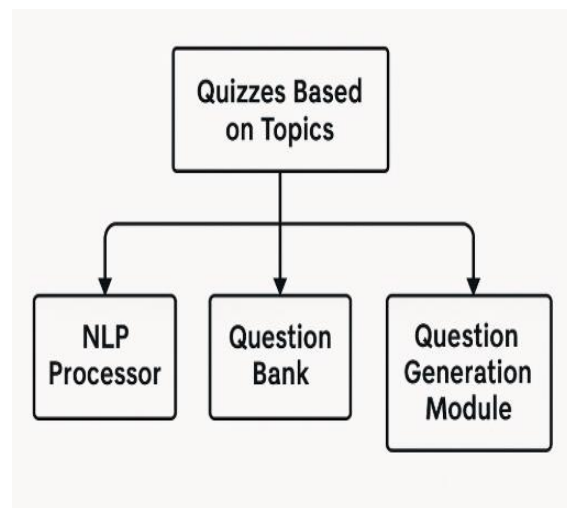 Quizzes Based
on Topics
NLP
Processor
Question
Bank
Question
Generation
Module